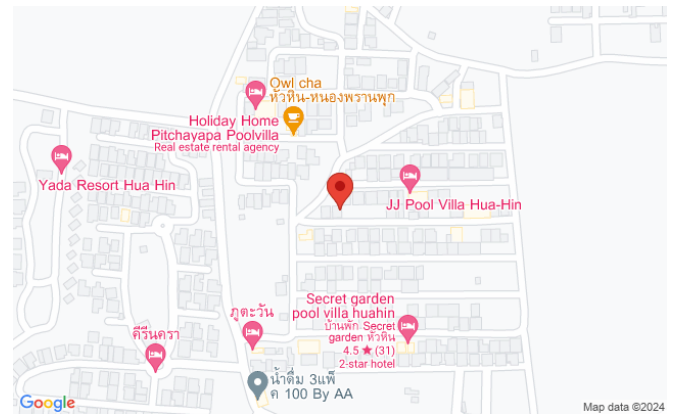 Owl cha
หัวหิน-หนองพรานพุก
Holiday Home
Pitchayapa Poolvilla
Real estate rental agency
Yada Resort Hua Hin
JJ Pool Villa Hua-Hin
Secret garden
pool villa huahin
บ้านพัก Secret
garden หัวหิน
4.5 ★ (31)
2-star hotel
ภูตะวัน
คีรีนครา
น้ำดื่ม 3แพ็
ค 100 By AA
Google
Map data ©2024